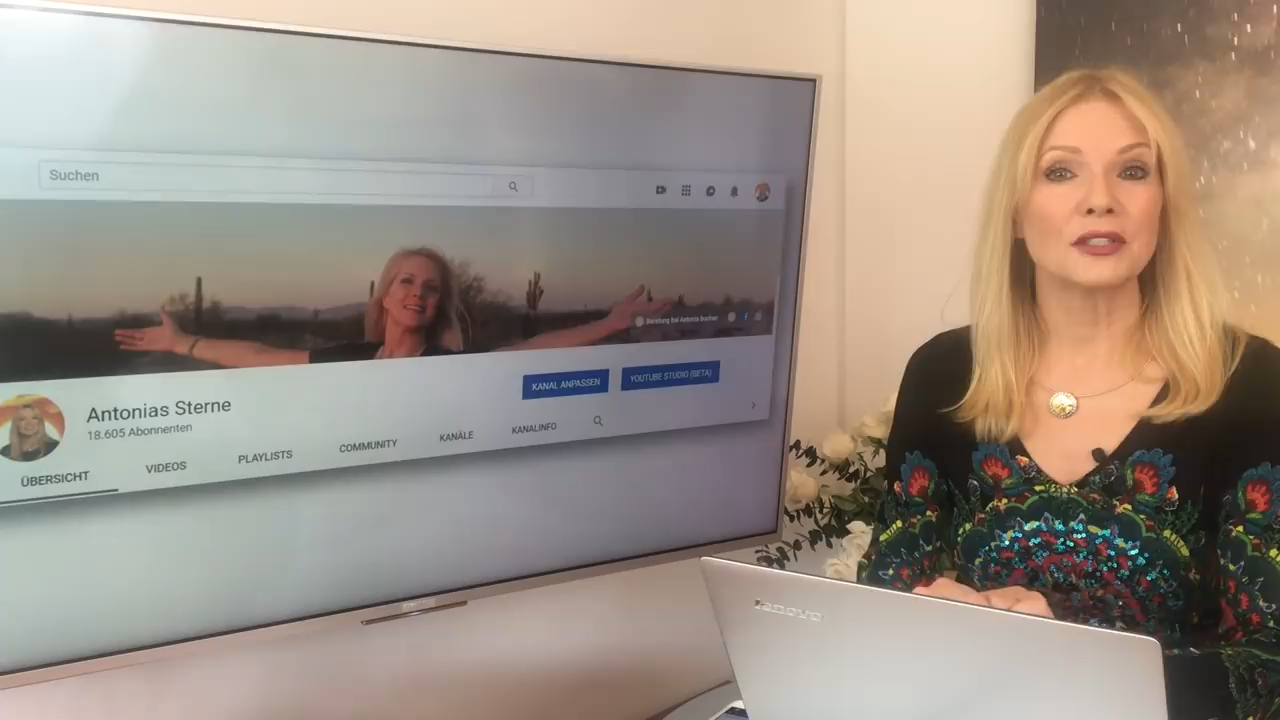 Suchen
Beratung bei Antonia buchen
KANAL ANPASSEN
YOUTUBE STUDIO (BETA)
Antonias Sterne
18.605 Abonnenten
ÜBERSICHT
VIDEOS
PLAYLISTS
COMMUNITY
KANÄLE
KANALINFO
lenovo